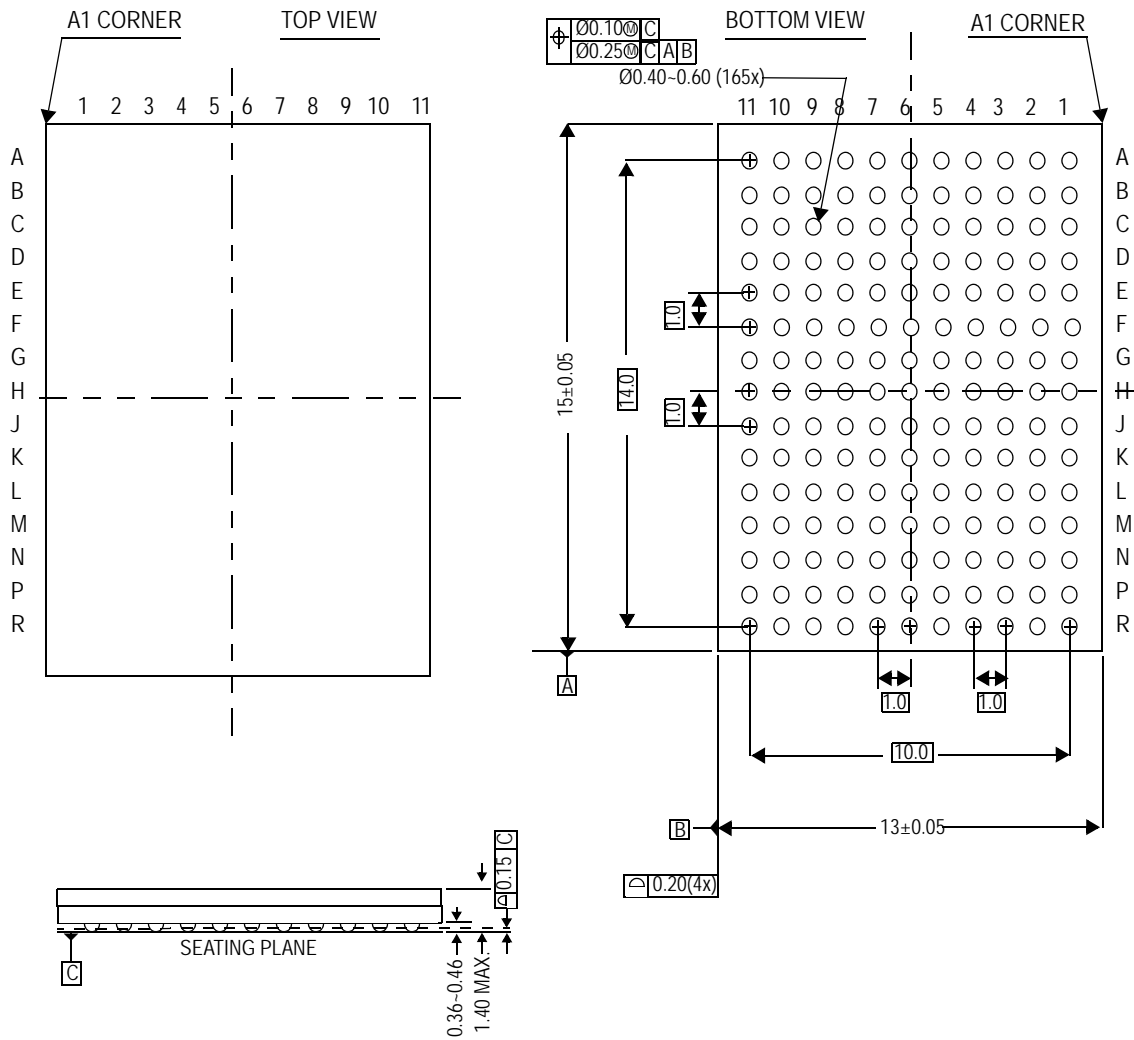 A1 CORNER
TOP VIEW
1 2 3 4 5 6 7 8 9 10 11
A
B
C
D
E
F
G
H
J
K
L
M
N
P
R
Ø0.10Ⓜ C
Ø0.25Ⓜ C A B
Ø0.40~0.60 (165x)
BOTTOM VIEW
A1 CORNER
11 10 9 8 7 6 5 4 3 2 1
A
B
C
D
E
F
G
H
J
K
L
M
N
P
R
15±0.05
14.0
1.0
1.0
A
1.0
1.0
10.0
B
13±0.05
0.20(4x)
0.15 C
SEATING PLANE
C
0.36~0.46
1.40 MAX.